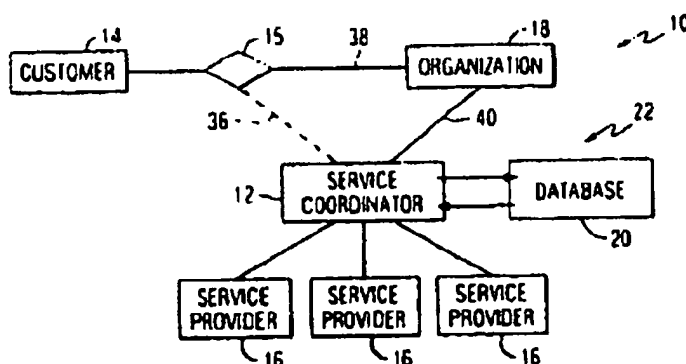 14
15
38
18
10
CUSTOMER
ORGANIZATION
36
40
22
12
SERVICE
COORDINATOR
DATABASE
20
SERVICE
PROVIDER
SERVICE
PROVIDER
SERVICE
PROVIDER
16
16
16